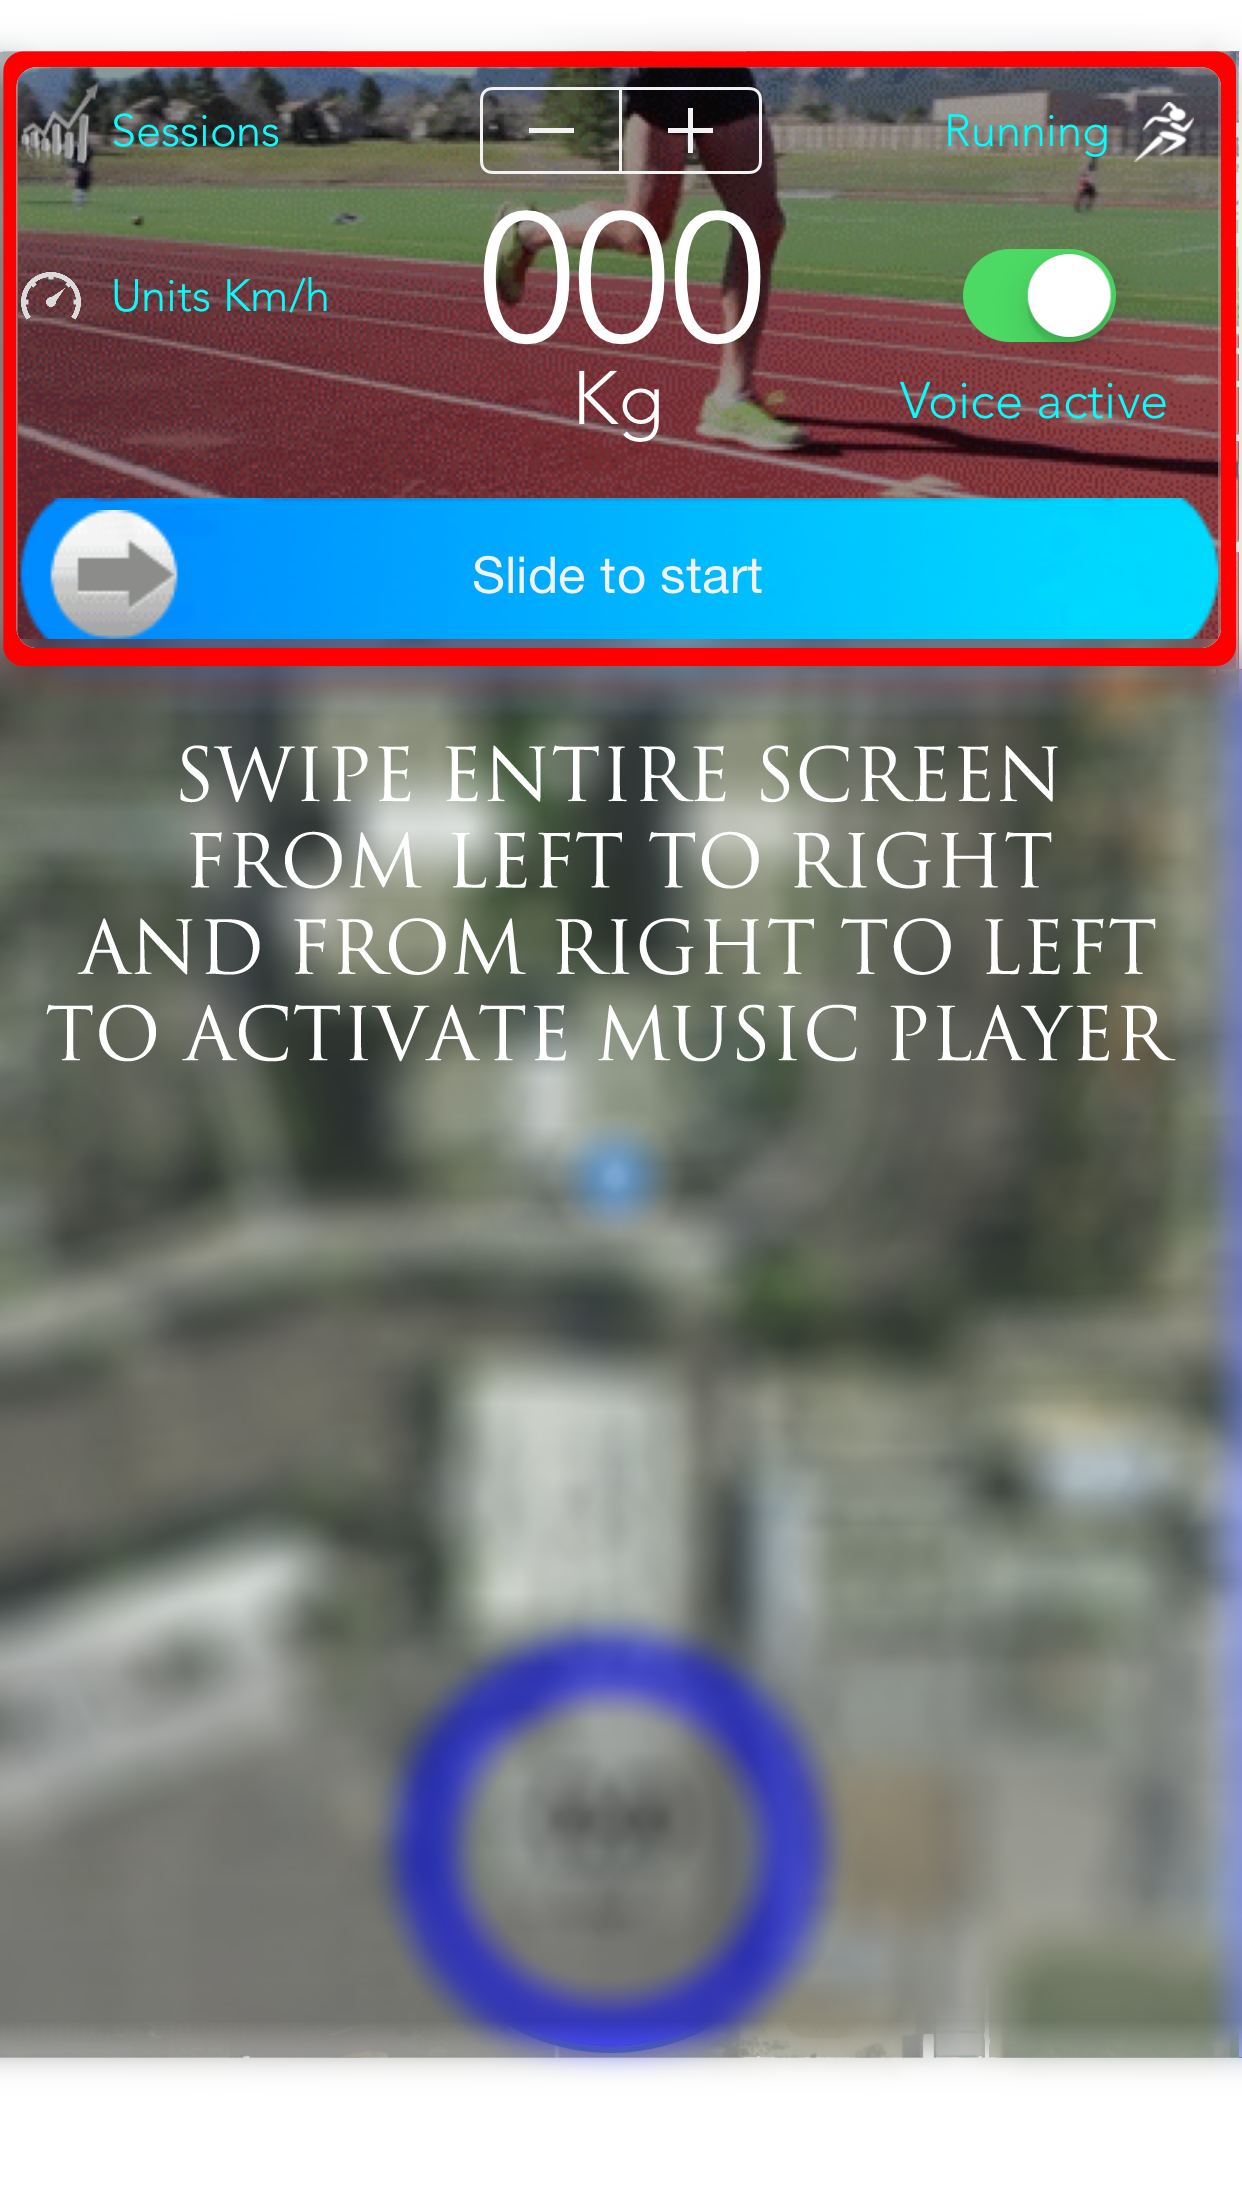 Sessions
Running
000
Units Km/h
Kg
Voice active
Slide to start
SWIPE ENTIRE SCREEN
FROM LEFT TO RIGHT
AND FROM RIGHT TO LEFT
TO ACTIVATE MUSIC PLAYER